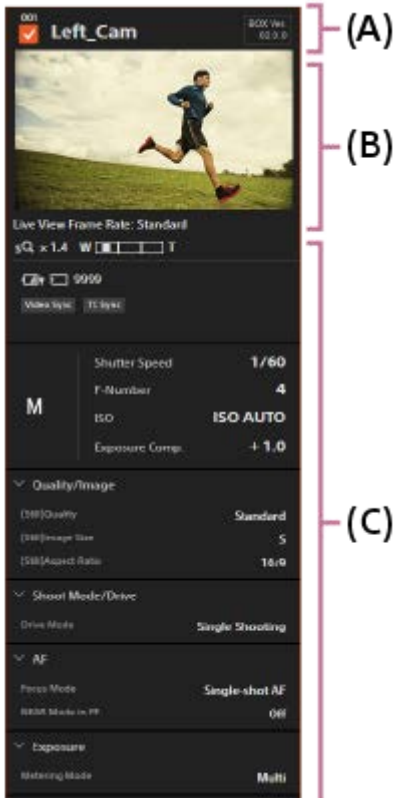 001
Left_Cam
BOX Ver.
02.0.0
(A)
(B)
Live View Frame Rate: Standard
x1.4 W T
9999
Video Sync TC Sync
(C)
Shutter Speed 1/60
M
F-Number 4
ISO ISO AUTO
Exposure Comp. +1.0
Quality/Image
[Still]Quality Standard
[Still]Image Size S
[Still]Aspect Ratio 16:9
Shoot Mode/Drive
Drive Mode Single Shooting
AF
Focus Mode Single-shot AF
Off
Exposure
Metering Mode Multi